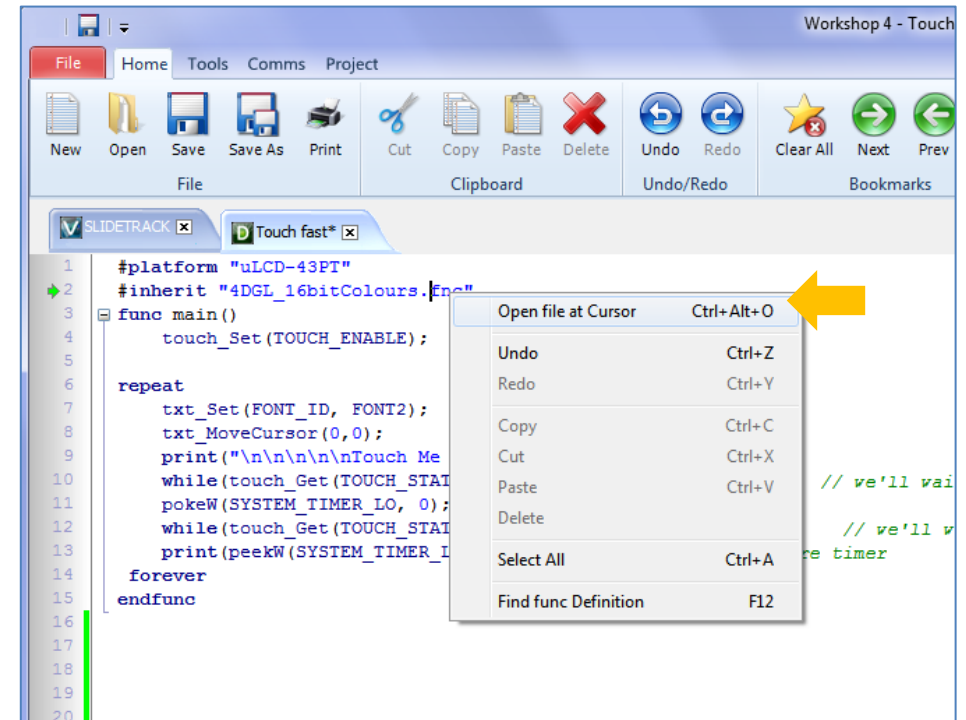 Workshop 4 - Touch
File Home Tools Comms Project
New Open Save Save As Print Cut Copy Paste Delete Undo Redo Clear All Next Prev
File Clipboard Undo/Redo Bookmarks
SLIDETRACK Touch fast*
1 #platform "uLCD-43PT"
2 #inherit "4DGL_16bitColours.fnc"
3 func main()
4 touch_Set(TOUCH_ENABLE);
5
6 repeat
7 txt_Set(FONT_ID, FONT2);
8 txt_MoveCursor(0,0);
9 print("\n\n\n\n\nTouch Me
10 while(touch_Get(TOUCH_STAT // we'll wai
11 pokeW(SYSTEM_TIMER_LO, 0);
12 while(touch_Get(TOUCH_STAT // we'll w
13 print(peekW(SYSTEM_TIMER_L re timer
14 forever
15 endfunc
16
17
18
19
20
Open file at Cursor Ctrl+Alt+O
Undo Ctrl+Z
Redo Ctrl+Y
Copy Ctrl+C
Cut Ctrl+X
Paste Ctrl+V
Delete
Select All Ctrl+A
Find func Definition F12